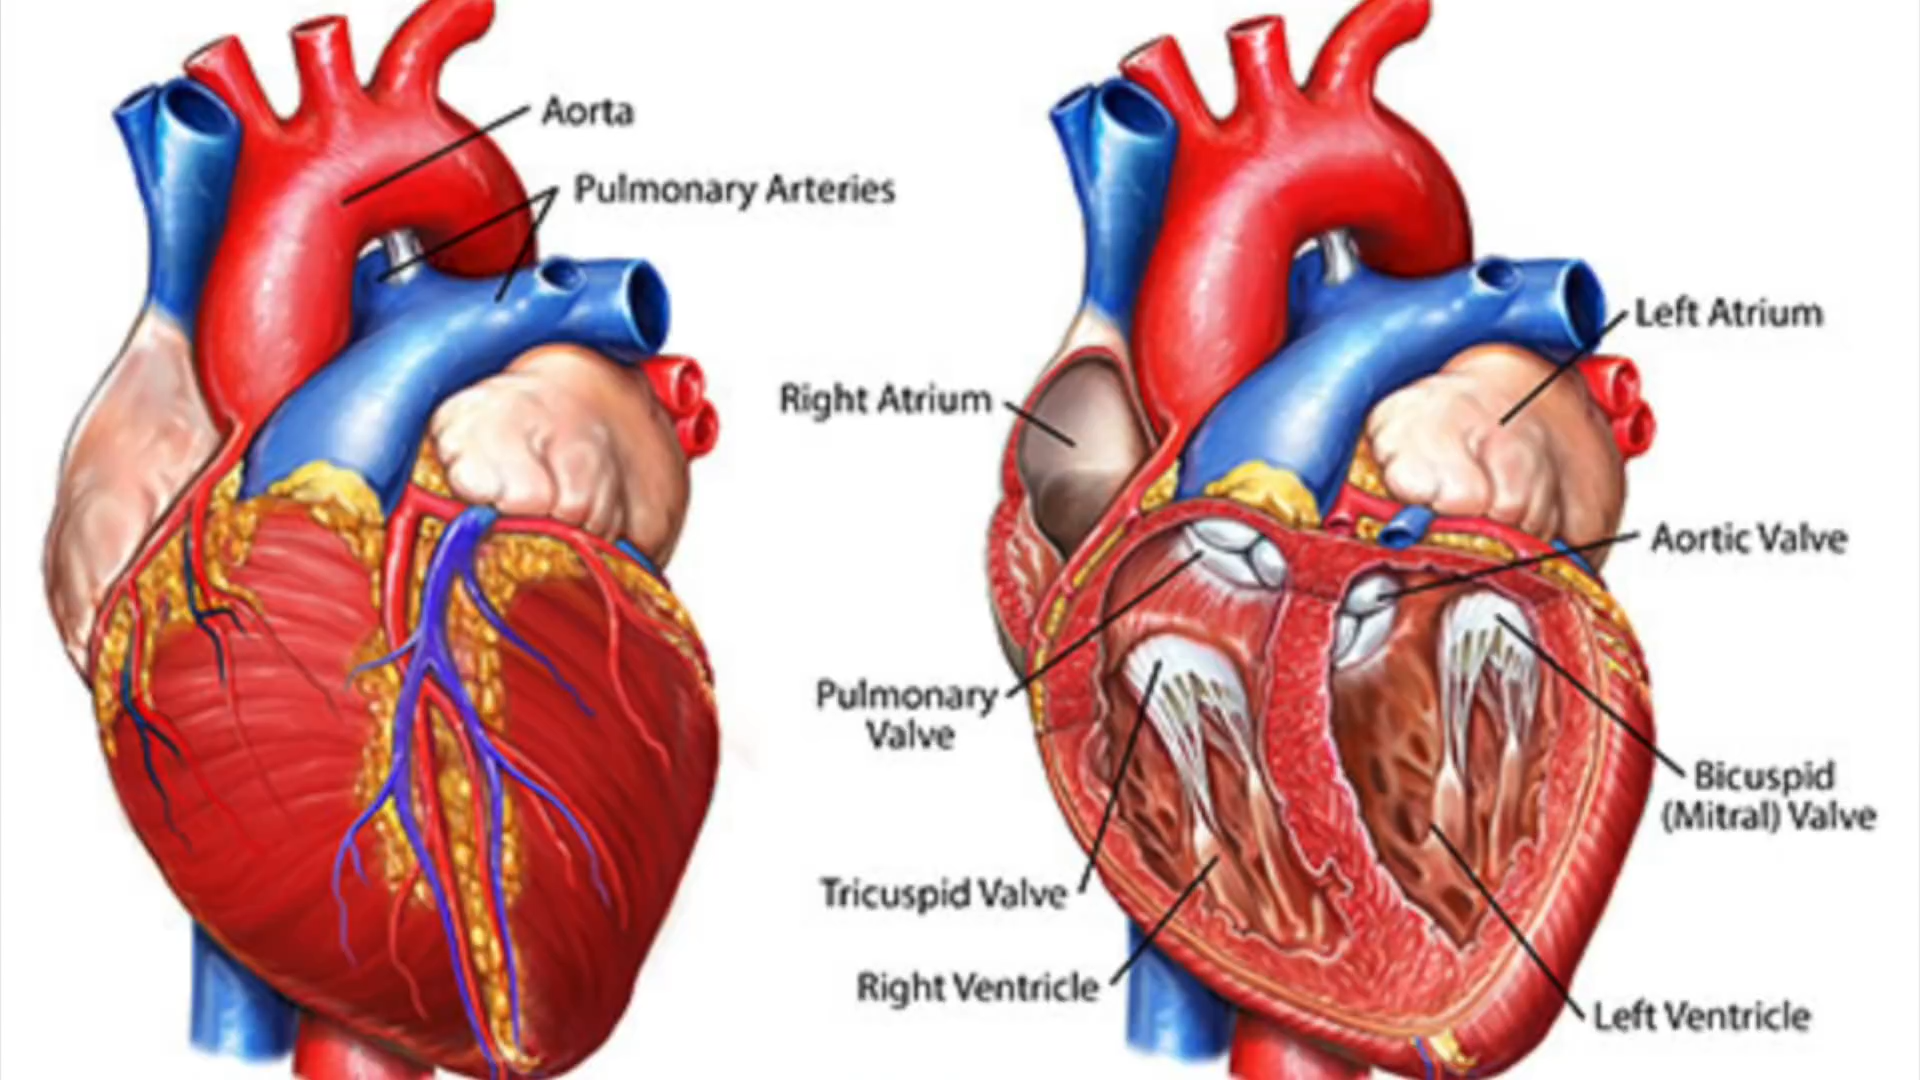 Aorta
Pulmonary Arteries
Left Atrium
Right Atrium
Aortic Valve
Pulmonary
Valve
Bicuspid
(Mitral) Valve
Tricuspid Valve
Right Ventricle
Left Ventricle